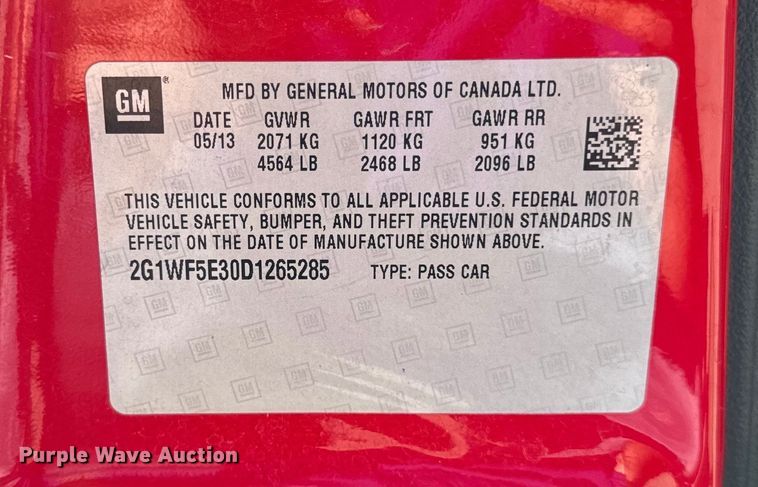 GM ® MFD BY GENERAL MOTORS OF CANADA LTD.
DATE GVWR GAWR FRT GAWR RR
05/13 2071 KG 1120 KG 951 KG
4564 LB 2468 LB 2096 LB
THIS VEHICLE CONFORMS TO ALL APPLICABLE U.S. FEDERAL MOTOR
VEHICLE SAFETY, BUMPER, AND THEFT PREVENTION STANDARDS IN
EFFECT ON THE DATE OF MANUFACTURE SHOWN ABOVE.
2G1WF5E30D1265285 TYPE: PASS CAR
Purple Wave Auction